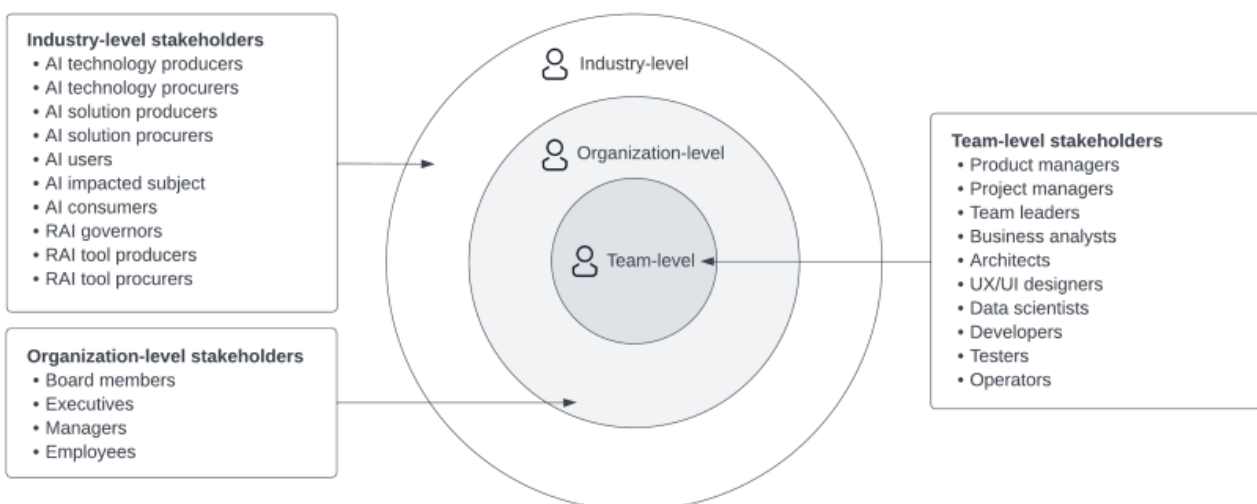 Industry-level stakeholders
• AI technology producers
• AI technology procurers
• AI solution producers
• AI solution procurers
• AI users
• AI impacted subject
• AI consumers
• RAI governors
• RAI tool producers
• RAI tool procurers
Organization-level stakeholders
• Board members
• Executives
• Managers
• Employees
Industry-level
Organization-level
Team-level
Team-level stakeholders
• Product managers
• Project managers
• Team leaders
• Business analysts
• Architects
• UX/UI designers
• Data scientists
• Developers
• Testers
• Operators